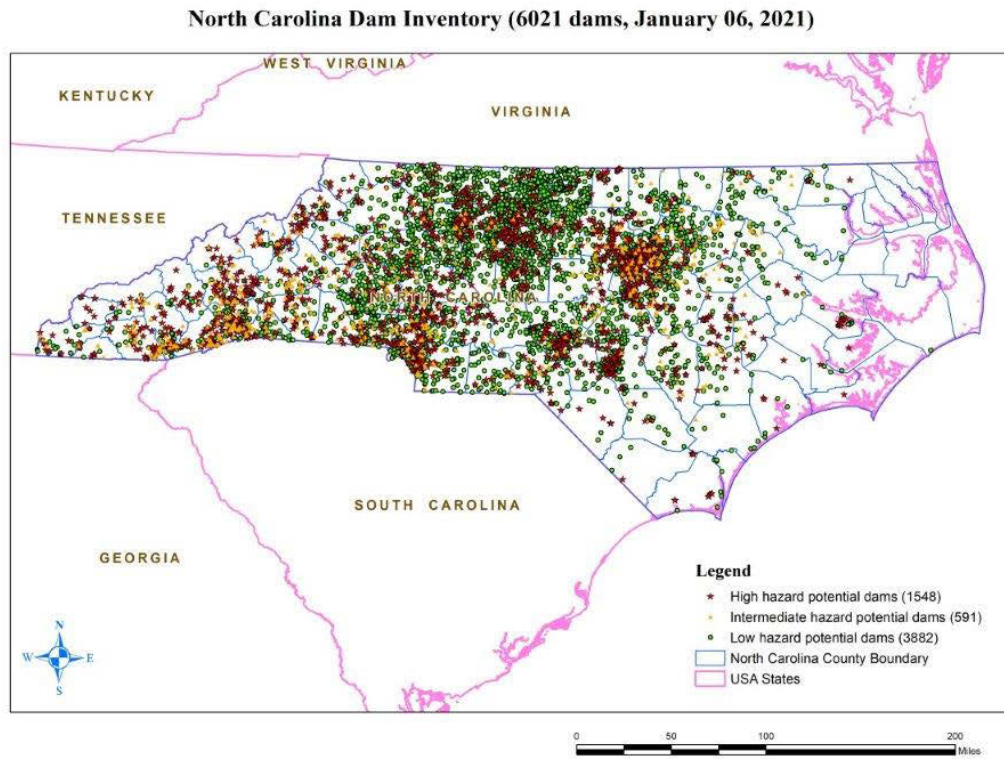 North Carolina Dam Inventory (6021 dams, January 06, 2021)
WEST VIRGINIA
KENTUCKY
VIRGINIA
TENNESSEE
NORTH CAROLINA
SOUTH CAROLINA
GEORGIA
Legend
High hazard potential dams (1548)
Intermediate hazard potential dams (591)
Low hazard potential dams (3882)
North Carolina County Boundary
USA States
N
W E
S
0 50 100 200
Miles